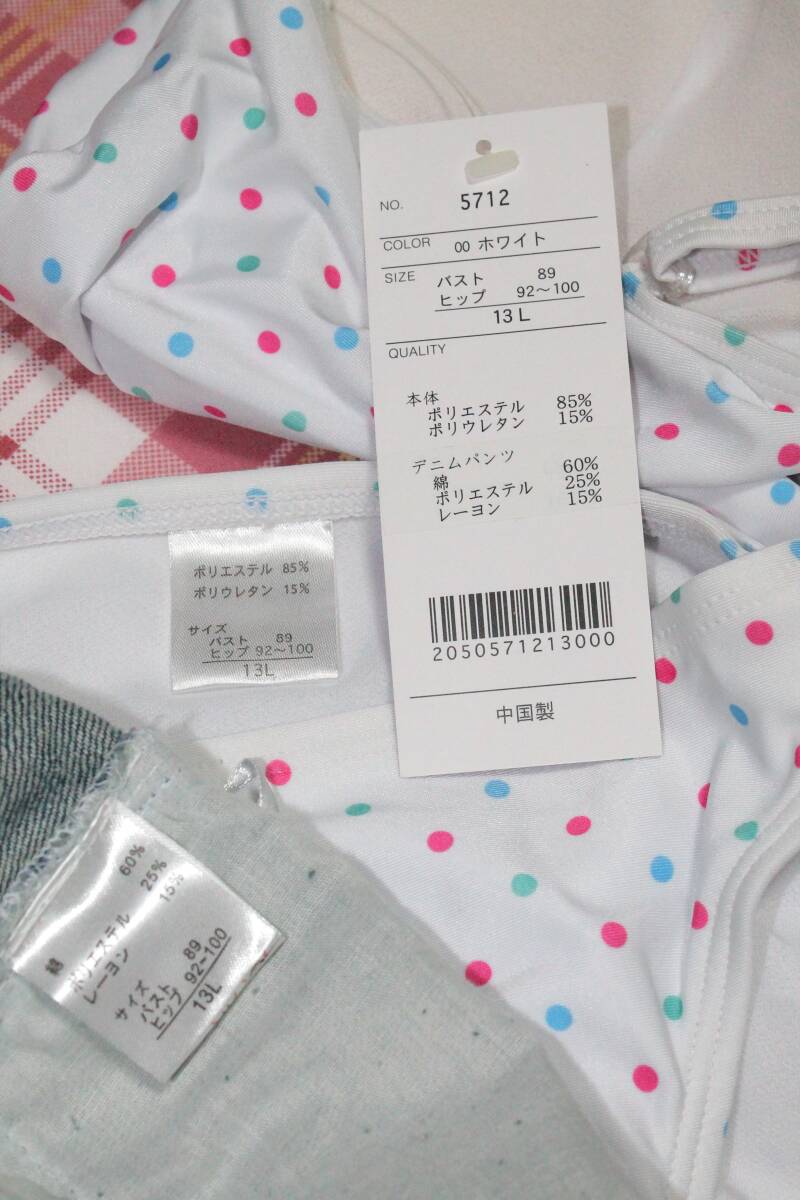 NO. 5712
COLOR 00 ホワイト
SIZE バスト 89
ヒップ 92〜100
13L
QUALITY
本体
ポリエステル 85%
ポリウレタン 15%
デニムパンツ
綿 60%
ポリエステル 25%
レーヨン 15%
2050571213000
中国製
ポリエステル 85%
ポリウレタン 15%
サイズ
バスト 89
ヒップ 92〜100
13L
綿 60%
ポリエステル 25%
レーヨン 15%
サイズ
バスト 89
ヒップ 92-100
13L